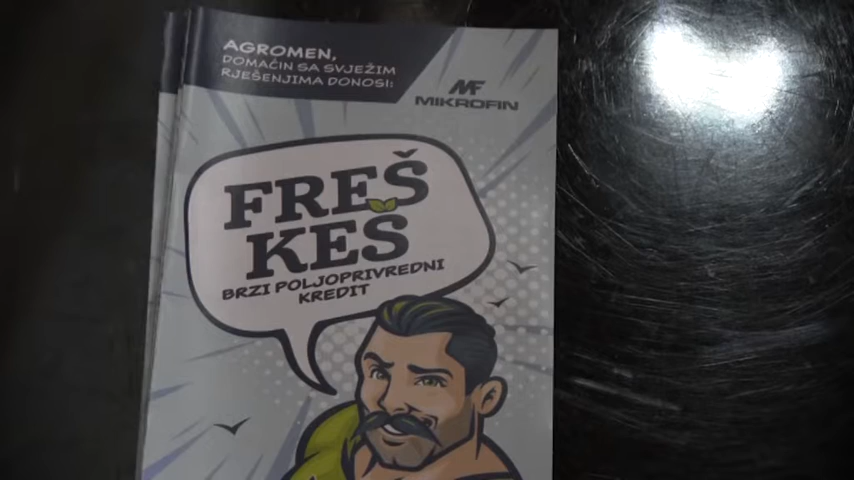 AGROMEN,
DOMAĆIN SA SVJEŽIM
RJEŠENJIMA DONOSI:
MF
MIKROFIN
FREŠ
KEŠ
BRZI POLJOPRIVREDNI
KREDIT